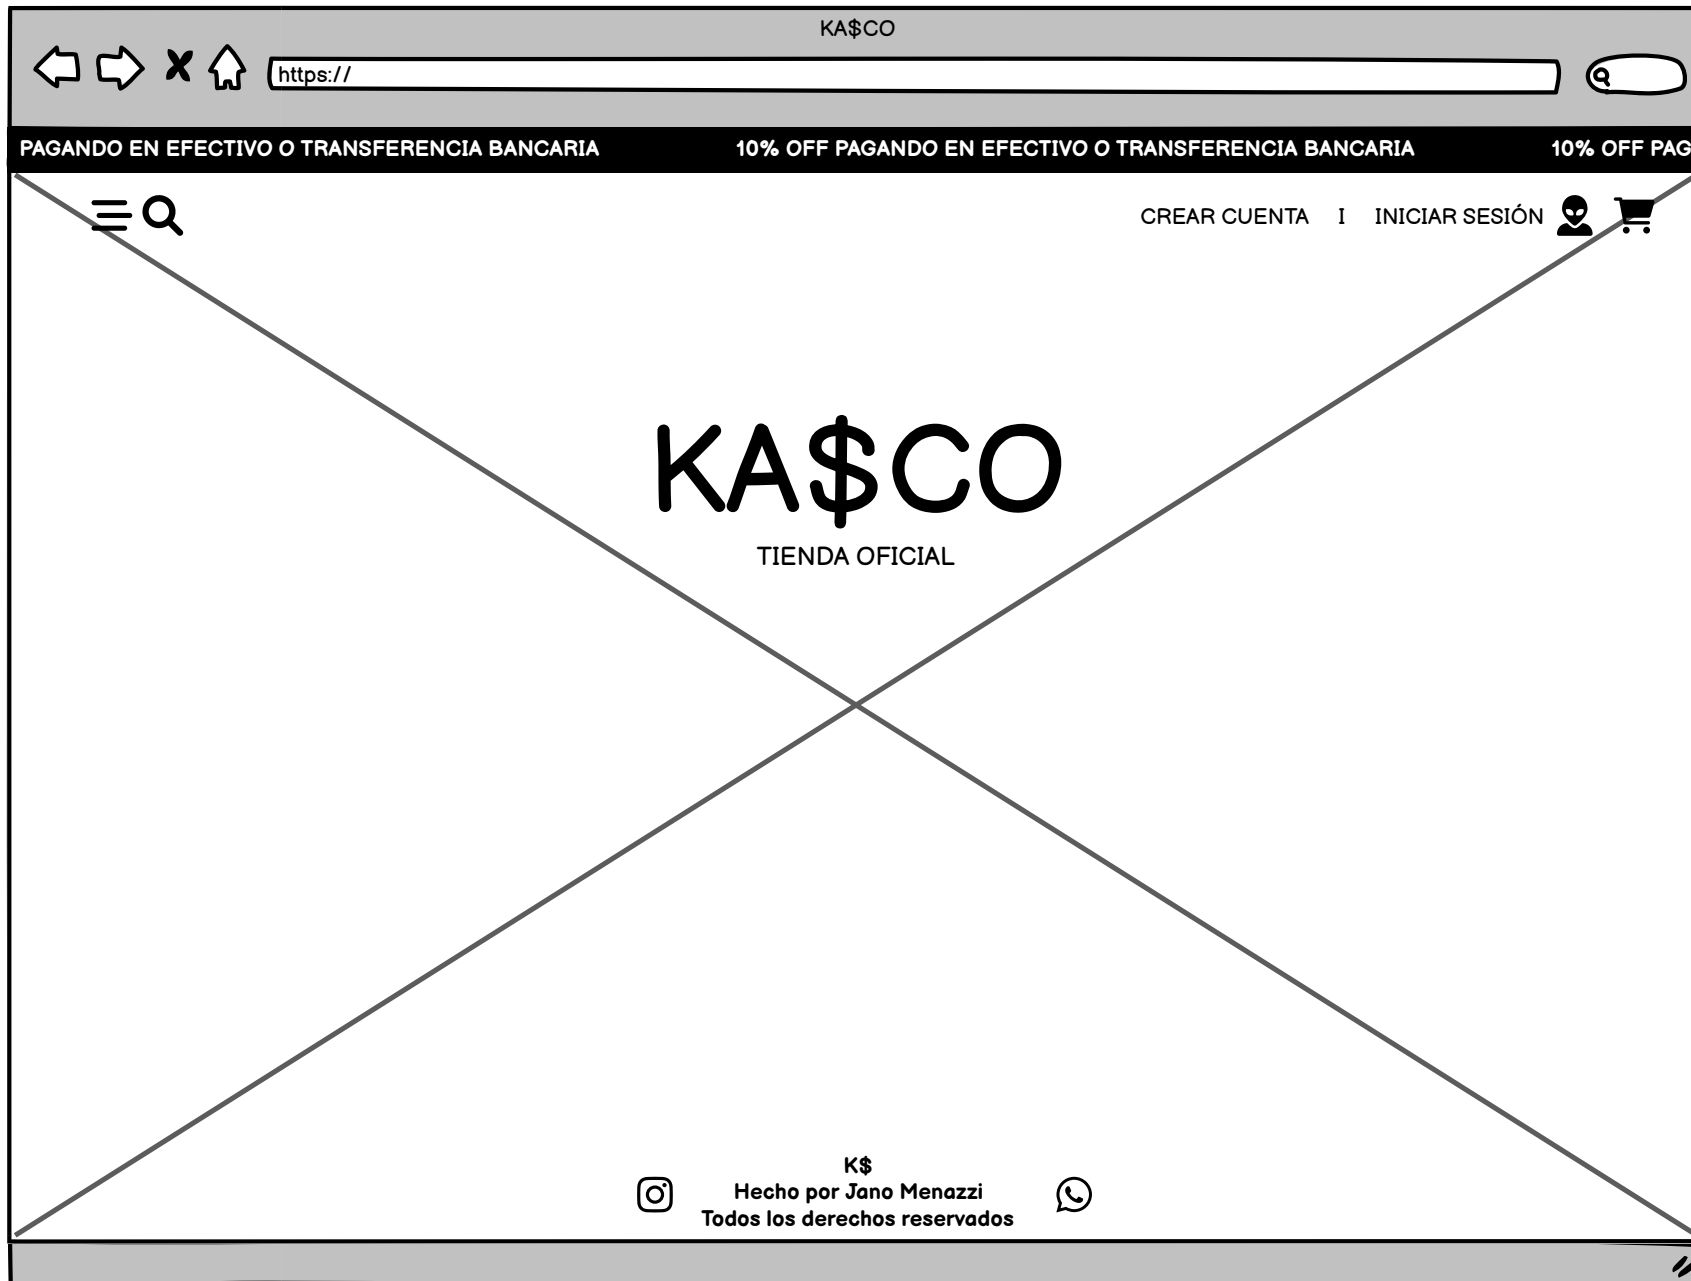 KA$CO
https://
PAGANDO EN EFECTIVO O TRANSFERENCIA BANCARIA 10% OFF PAGANDO EN EFECTIVO O TRANSFERENCIA BANCARIA 10% OFF PAG
CREAR CUENTA I INICIAR SESIÓN
KA$CO
TIENDA OFICIAL
K$
Hecho por Jano Menazzi
Todos los derechos reservados